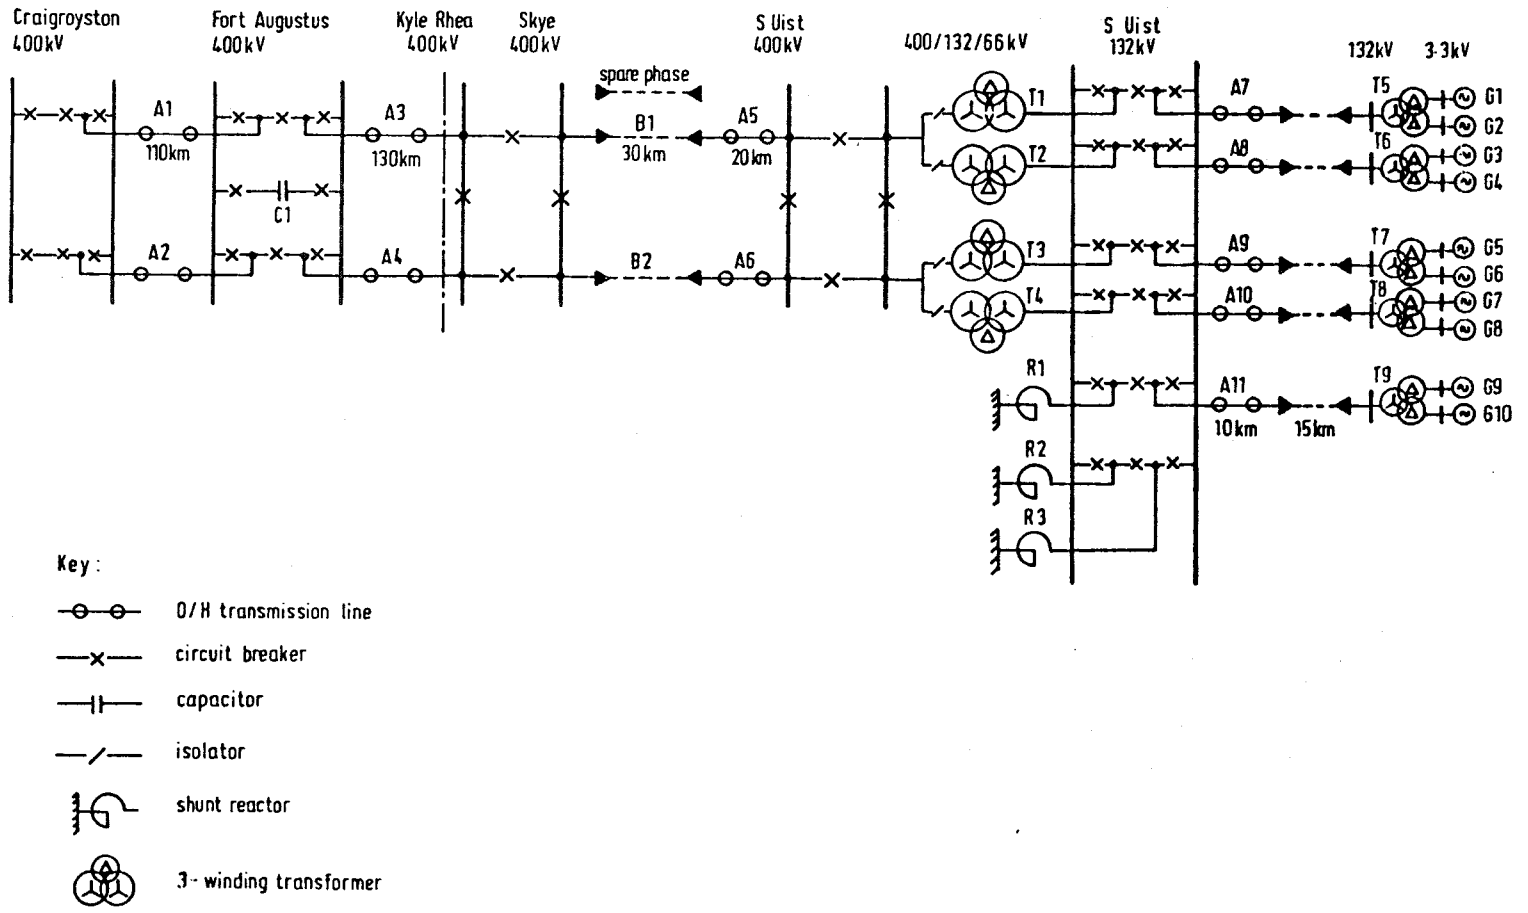 Craigroyston
400kV
Fort Augustus
400kV
Kyle Rhea
400kV
Skye
400kV
S Uist
400kV
400/132/66kV
S Uist
132kV
132kV
3·3kV
spare phase
A1
110km
A3
130km
B1
30km
A5
20km
T1
T2
A7
A8
T5
T6
G1
G2
G3
G4
C1
A2
A4
B2
A6
T3
T4
A9
A10
T7
T8
G5
G6
G7
G8
R1
A11
10km
15km
T9
G9
G10
R2
R3
Key :
O/H transmission line
circuit breaker
capacitor
isolator
shunt reactor
3-winding transformer